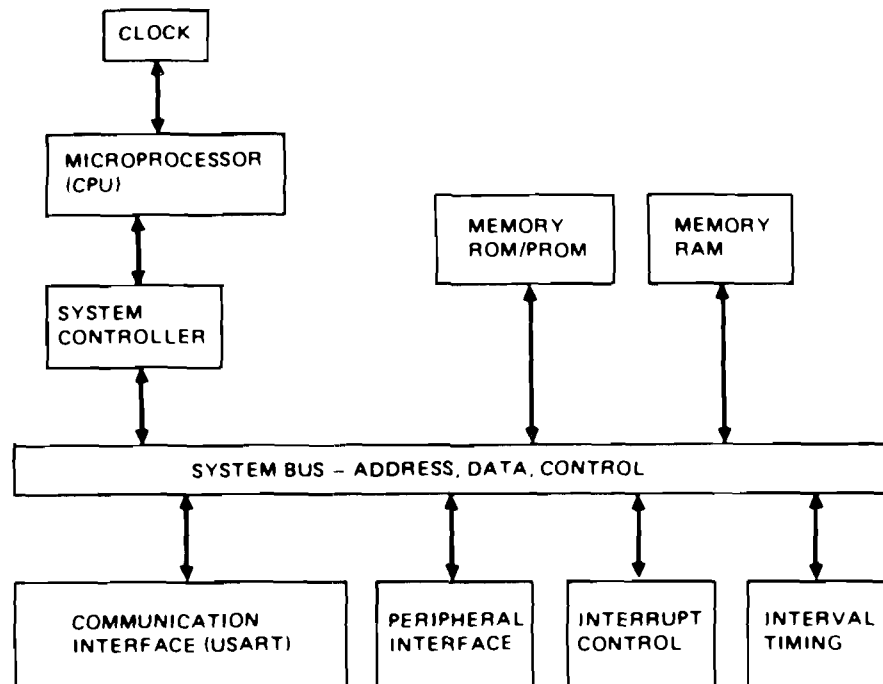 CLOCK
MICROPROCESSOR
(CPU)
MEMORY
ROM/PROM
MEMORY
RAM
SYSTEM
CONTROLLER
SYSTEM BUS – ADDRESS, DATA, CONTROL
COMMUNICATION
INTERFACE (USART)
PERIPHERAL
INTERFACE
INTERRUPT
CONTROL
INTERVAL
TIMING